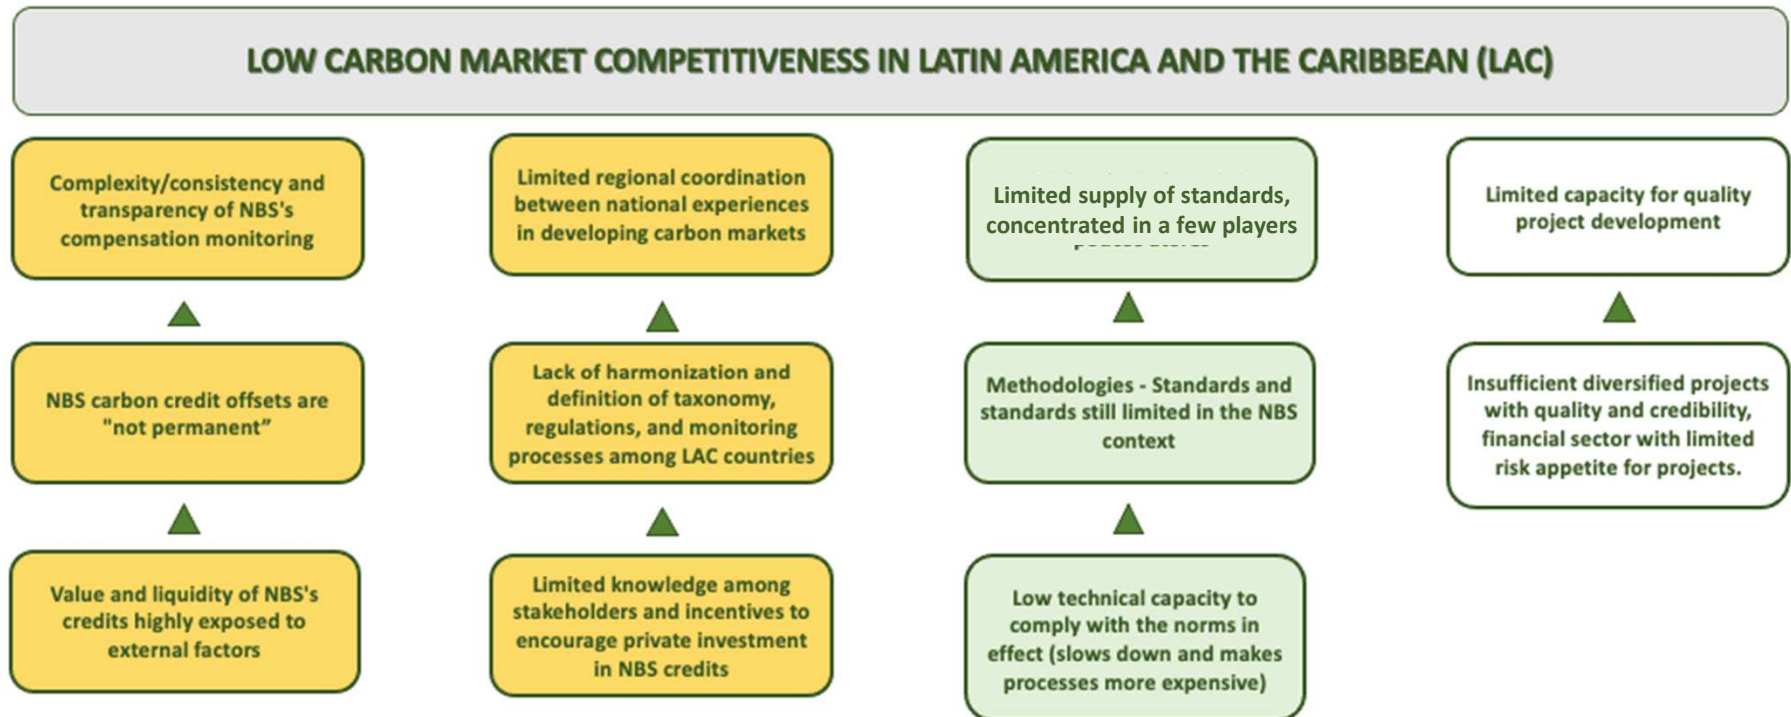 LOW CARBON MARKET COMPETITIVENESS IN LATIN AMERICA AND THE CARIBBEAN (LAC)
Complexity/consistency and
transparency of NBS's
compensation monitoring
NBS carbon credit offsets are
"not permanent”
Value and liquidity of NBS's
credits highly exposed to
external factors
Limited regional coordination
between national experiences
in developing carbon markets
Lack of harmonization and
definition of taxonomy,
regulations, and monitoring
processes among LAC countries
Limited knowledge among
stakeholders and incentives to
encourage private investment
in NBS credits
Limited supply of standards,
concentrated in a few players
Methodologies - Standards and
standards still limited in the NBS
context
Low technical capacity to
comply with the norms in
effect (slows down and makes
processes more expensive)
Limited capacity for quality
project development
Insufficient diversified projects
with quality and credibility,
financial sector with limited
risk appetite for projects.